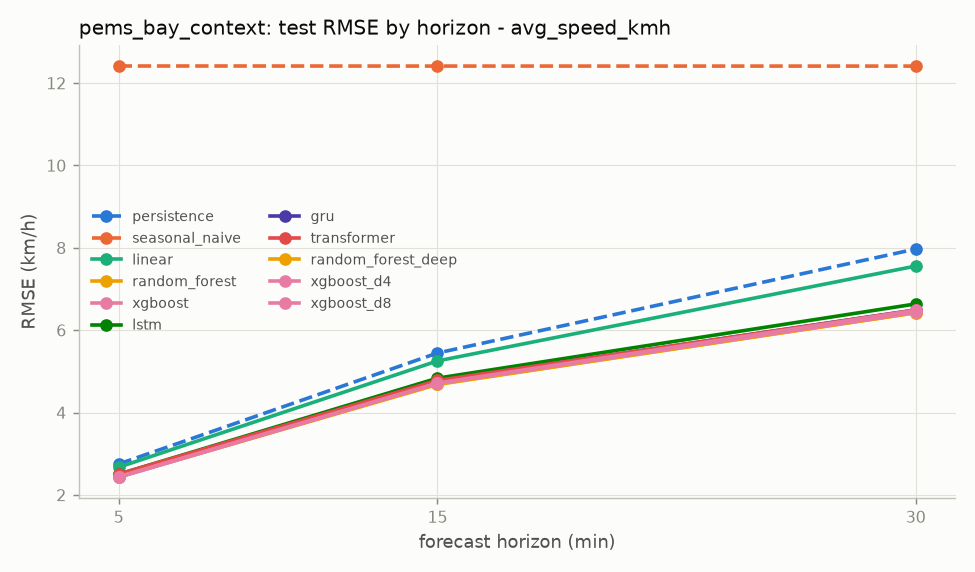 pems_bay_context: test RMSE by horizon - avg_speed_kmh
RMSE (km/h)
12
10
8
6
4
2
persistence
seasonal_naive
linear
random_forest
xgboost
lstm
gru
transformer
random_forest_deep
xgboost_d4
xgboost_d8
5
15
30
forecast horizon (min)